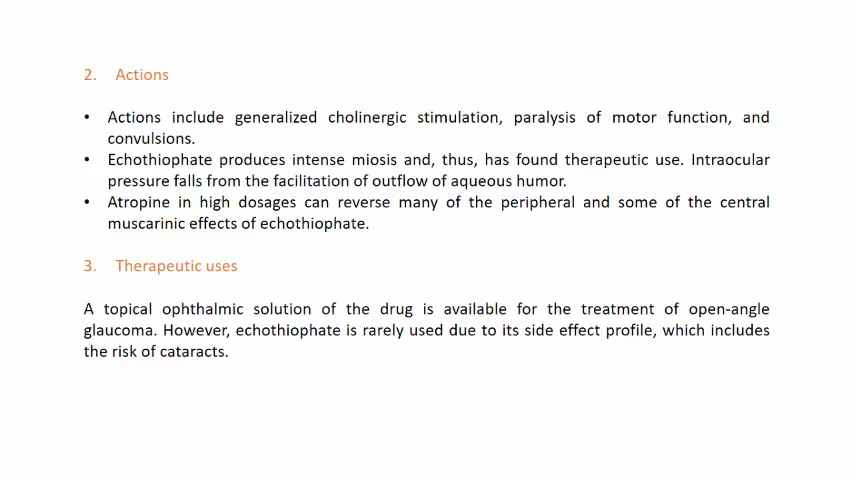 2. Actions
• Actions include generalized cholinergic stimulation, paralysis of motor function, and
convulsions.
• Echothiophate produces intense miosis and, thus, has found therapeutic use. Intraocular
pressure falls from the facilitation of outflow of aqueous humor.
• Atropine in high dosages can reverse many of the peripheral and some of the central
muscarinic effects of echothiophate.
3. Therapeutic uses
A topical ophthalmic solution of the drug is available for the treatment of open-angle
glaucoma. However, echothiophate is rarely used due to its side effect profile, which includes
the risk of cataracts.